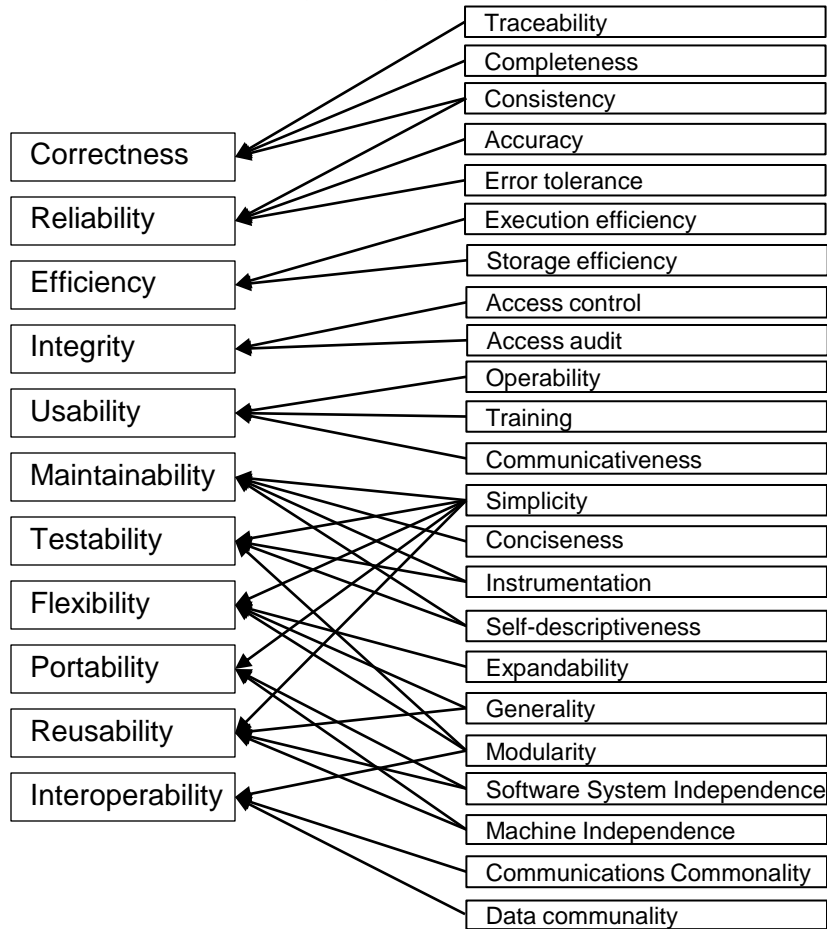 Correctness
Reliability
Efficiency
Integrity
Usability
Maintainability
Testability
Flexibility
Portability
Reusability
Interoperability
Traceability
Completeness
Consistency
Accuracy
Error tolerance
Execution efficiency
Storage efficiency
Access control
Access audit
Operability
Training
Communicativeness
Simplicity
Conciseness
Instrumentation
Self-descriptiveness
Expandability
Generality
Modularity
Software System Independence
Machine Independence
Communications Commonality
Data communality